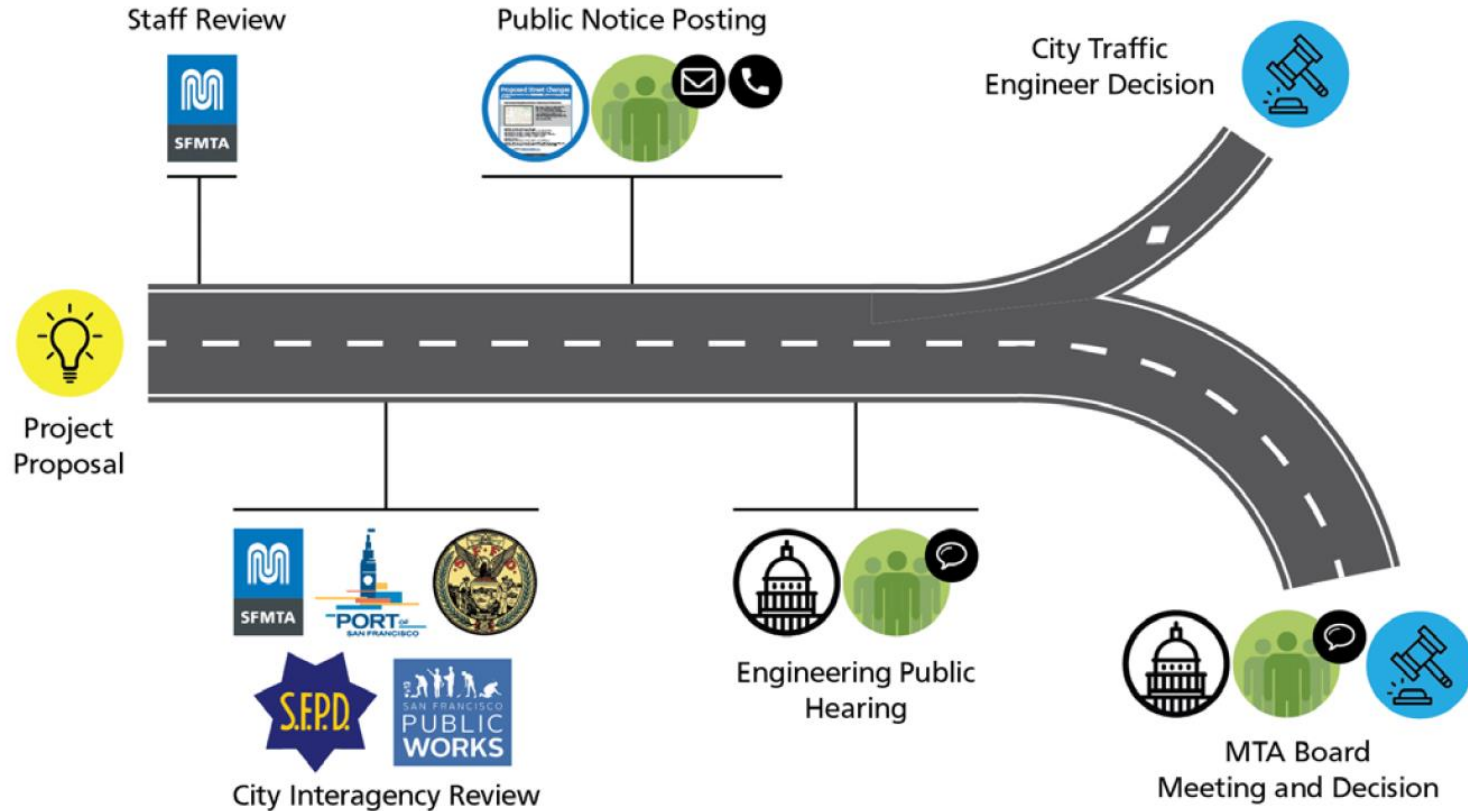 Staff Review
SFMTA
Public Notice Posting
Proposed Street Changes
City Traffic
Engineer Decision
Project
Proposal
SFMTA
PORT OF
SAN FRANCISCO
S.F.P.D.
SAN FRANCISCO
PUBLIC
WORKS
City Interagency Review
Engineering Public
Hearing
MTA Board
Meeting and Decision